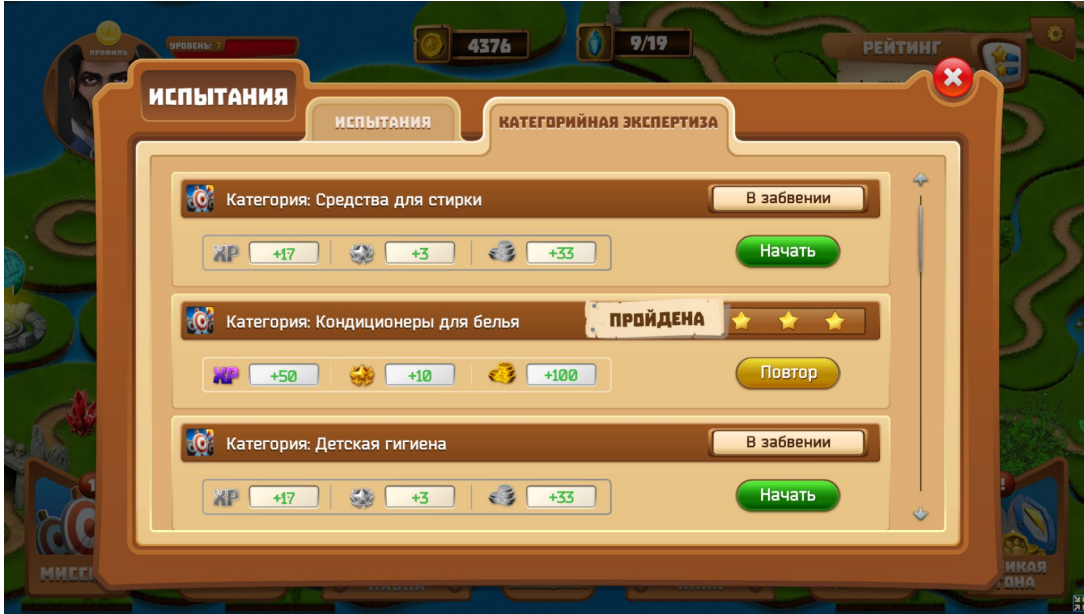 ПРОФИЛЬ
УРОВЕНЬ: 7
4376
9/19
РЕЙТИНГ
ИСПЫТАНИЯ
ИСПЫТАНИЯ
КАТЕГОРИЙНАЯ ЭКСПЕРТИЗА
Категория: Средства для стирки
В забвении
XP +17 +3 +33
Начать
Категория: Кондиционеры для белья
ПРОЙДЕНА
XP +50 +10 +100
Повтор
Категория: Детская гигиена
В забвении
XP +17 +3 +33
Начать